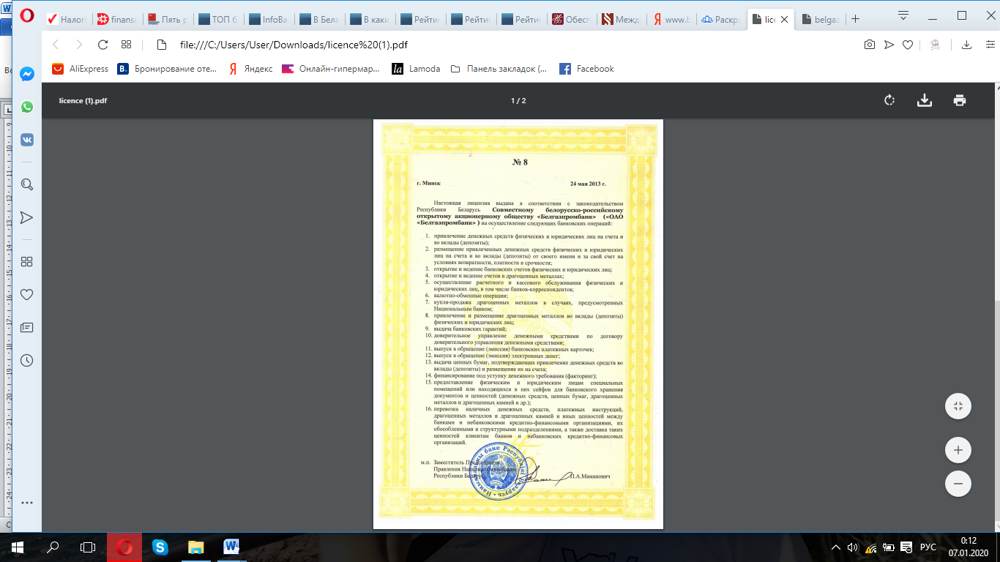 Налого
finanso
Пять р
ТОП б
InfoBa
В Бела
В каки
Рейти
Рейти
Рейти
Обесп
Межд
www.b
Раскр
lice
belgaz
file:///C:/Users/User/Downloads/licence%20(1).pdf
AliExpress
Бронирование оте...
Яндекс
Онлайн-гипермар...
Lamoda
Панель закладок (...
Facebook
licence (1).pdf
1 / 2
№ 8
г. Минск 24 мая 2013 г.
Настоящая лицензия выдана в соответствии с законодательством
Республики Беларусь Совместному белорусско-российскому
открытому акционерному обществу «Белгазпромбанк» («ОАО
«Белгазпромбанк» ) на осуществление следующих банковских операций:
1. привлечение денежных средств физических и юридических лиц на счета и
во вклады (депозиты);
2. размещение привлеченных денежных средств физических и юридических
лиц на счета и во вклады (депозиты) от своего имени и за свой счет на
условиях возвратности, платности и срочности;
3. открытие и ведение банковских счетов физических и юридических лиц;
4. открытие и ведение счетов в драгоценных металлах;
5. осуществление расчетного и кассового обслуживания физических и
юридических лиц, в том числе банков-корреспондентов;
6. валютно-обменные операции;
7. купля-продажа драгоценных металлов в случаях, предусмотренных
Национальным банком;
8. привлечение и размещение драгоценных металлов во вклады (депозиты)
физических и юридических лиц;
9. выдача банковских гарантий;
10. доверительное управление денежными средствами по договору
доверительного управления денежными средствами;
11. выпуск в обращение (эмиссия) банковских платежных карточек;
12. выпуск в обращение (эмиссия) электронных денег;
13. выдача ценных бумаг, подтверждающих привлечение денежных средств во
вклады (депозиты) и размещение их на счета;
14. финансирование под уступку денежного требования (факторинг);
15. предоставление физическим и юридическим лицам специальных
помещений или находящихся в них сейфов для банковского хранения
документов и ценностей (денежных средств, ценных бумаг, драгоценных
металлов и драгоценных камней и др.);
16. перевозка наличных денежных средств, платежных инструкций,
драгоценных металлов и драгоценных камней и иных ценностей между
банками и небанковскими кредитно-финансовыми организациями, их
обособленными и структурными подразделениями, а также доставка таких
ценностей клиентам банков и небанковских кредитно-финансовых
организаций.
м.п. Заместитель Председателя
Правления Национального банка
Республики Беларусь П.А.Маманович
Нацыянальны банк Рэспублікі Беларусь
РУС
0:12
07.01.2020